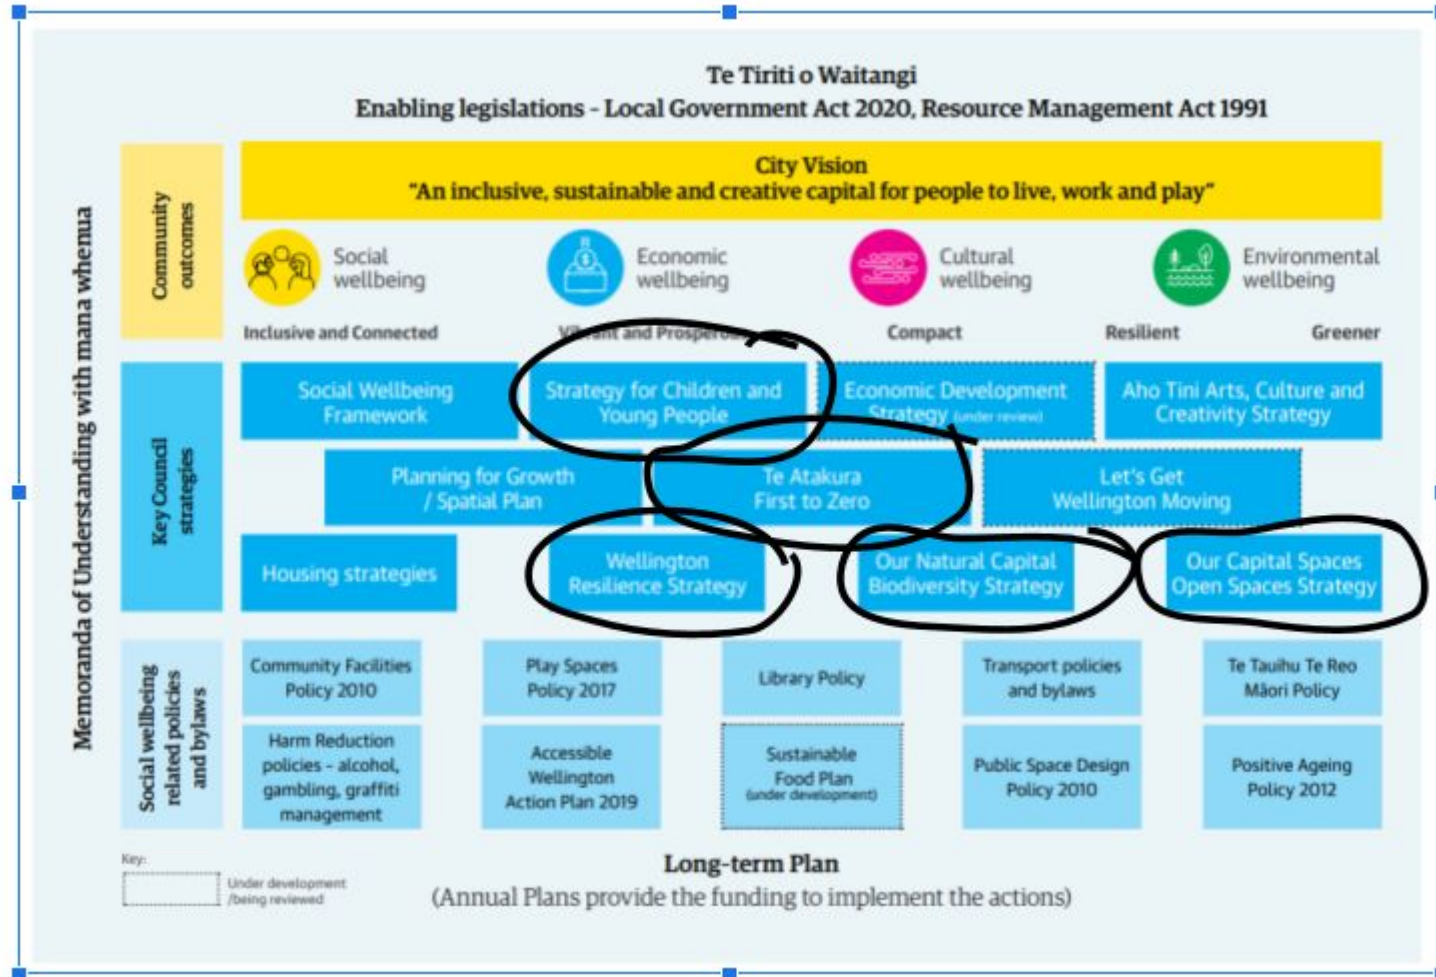 Te Tiriti o Waitangi
Enabling legislations - Local Government Act 2020, Resource Management Act 1991
Memoranda of Understanding with mana whenua
Community
outcomes
City Vision
"An inclusive, sustainable and creative capital for people to live, work and play"
Social
wellbeing
Economic
wellbeing
Cultural
wellbeing
Environmental
wellbeing
Inclusive and Connected
Vibrant and Prosperous
Compact
Resilient
Greener
Key Council
strategies
Social Wellbeing
Framework
Strategy for Children and
Young People
Economic Development
Strategy (under review)
Aho Tini Arts, Culture and
Creativity Strategy
Planning for Growth
/ Spatial Plan
Te Atakura
First to Zero
Let's Get
Wellington Moving
Housing strategies
Wellington
Resilience Strategy
Our Natural Capital
Biodiversity Strategy
Our Capital Spaces
Open Spaces Strategy
Social wellbeing
related policies
and bylaws
Community Facilities
Policy 2010
Play Spaces
Policy 2017
Library Policy
Transport policies
and bylaws
Te Tauihu Te Reo
Māori Policy
Harm Reduction
policies - alcohol,
gambling, graffiti
management
Accessible
Wellington
Action Plan 2019
Sustainable
Food Plan
(under development)
Public Space Design
Policy 2010
Positive Ageing
Policy 2012
Key:
Under development
/being reviewed
Long-term Plan
(Annual Plans provide the funding to implement the actions)